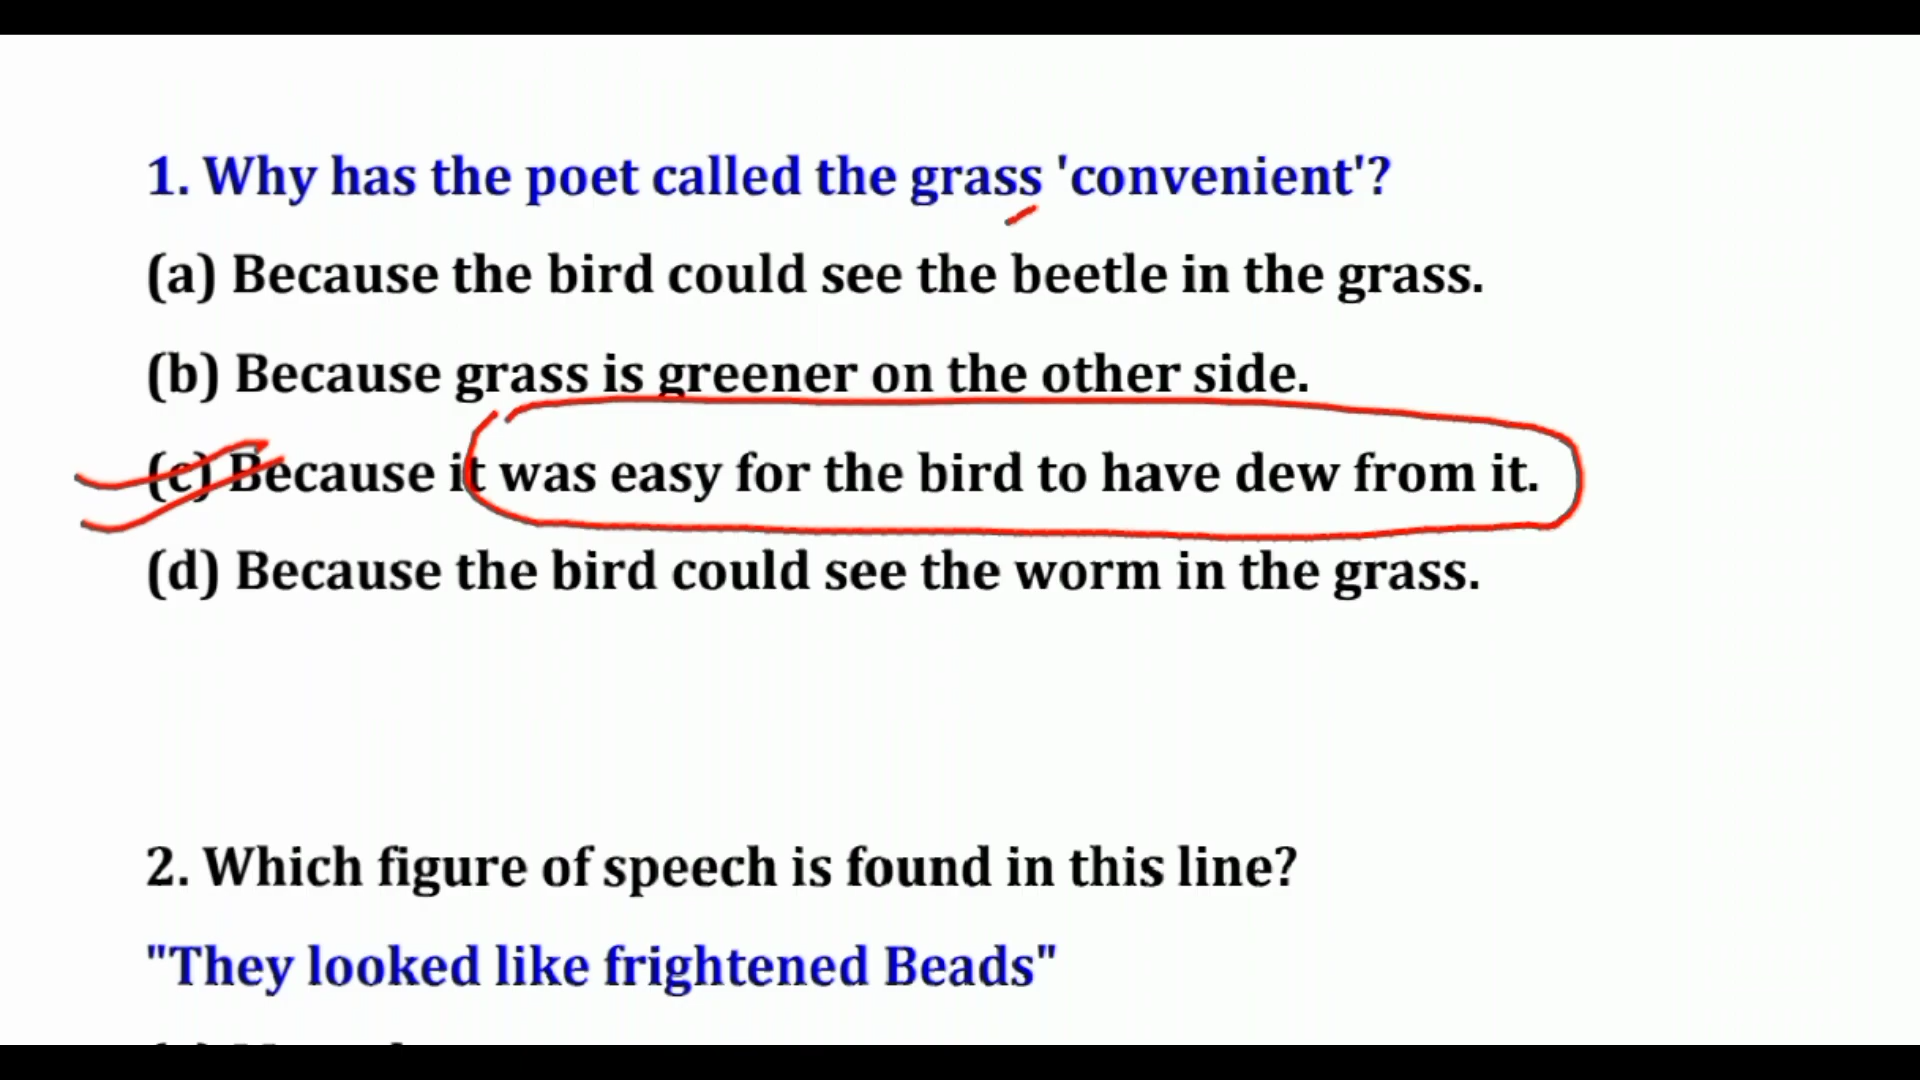 1. Why has the poet called the grass 'convenient'?
(a) Because the bird could see the beetle in the grass.
(b) Because grass is greener on the other side.
(c) Because it was easy for the bird to have dew from it.
(d) Because the bird could see the worm in the grass.
2. Which figure of speech is found in this line?
"They looked like frightened Beads"